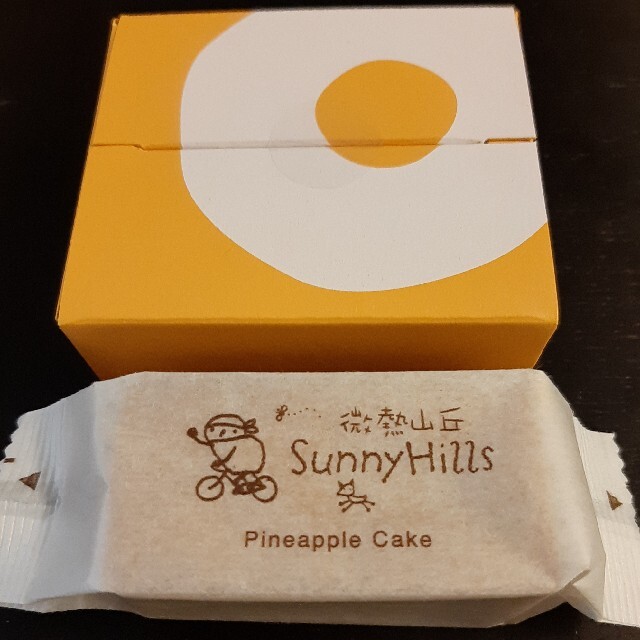 微熱山丘
SunnyHills
Pineapple Cake